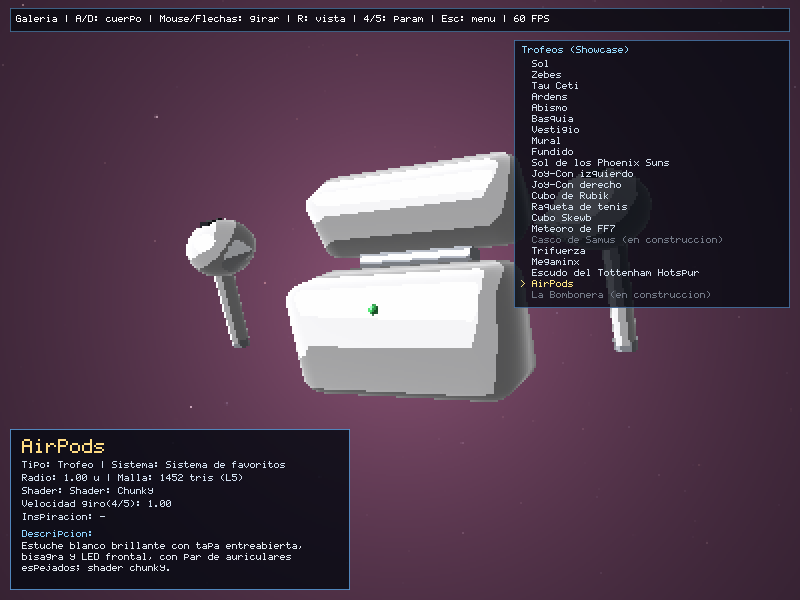 Galeria | A/D: cuerpo | Mouse/Flechas: girar | R: vista | 4/5: param | Esc: menu | 60 FPS
Trofeos (Showcase)
Sol
Zebes
Tau Ceti
Ardens
Abismo
Basquia
Vestigio
Mural
Fundido
Sol de los Phoenix Suns
Joy-Con izquierdo
Joy-Con derecho
Cubo de Rubik
Raqueta de tenis
Cubo Skewb
Meteoro de FF7
Casco de Samus (en construccion)
Trifuerza
Megaminx
Escudo del Tottenham Hotspur
> AirPods
La Bombonera (en construccion)
AirPods
Tipo: Trofeo | Sistema: Sistema de favoritos
Radio: 1.00 u | Malla: 1452 tris (L5)
Shader: Shader: Chunky
Velocidad giro(4/5): 1.00
Inspiracion: -
Descripcion:
Estuche blanco brillante con tapa entreabierta,
bisagra y LED frontal, con par de auriculares
espejados; shader chunky.